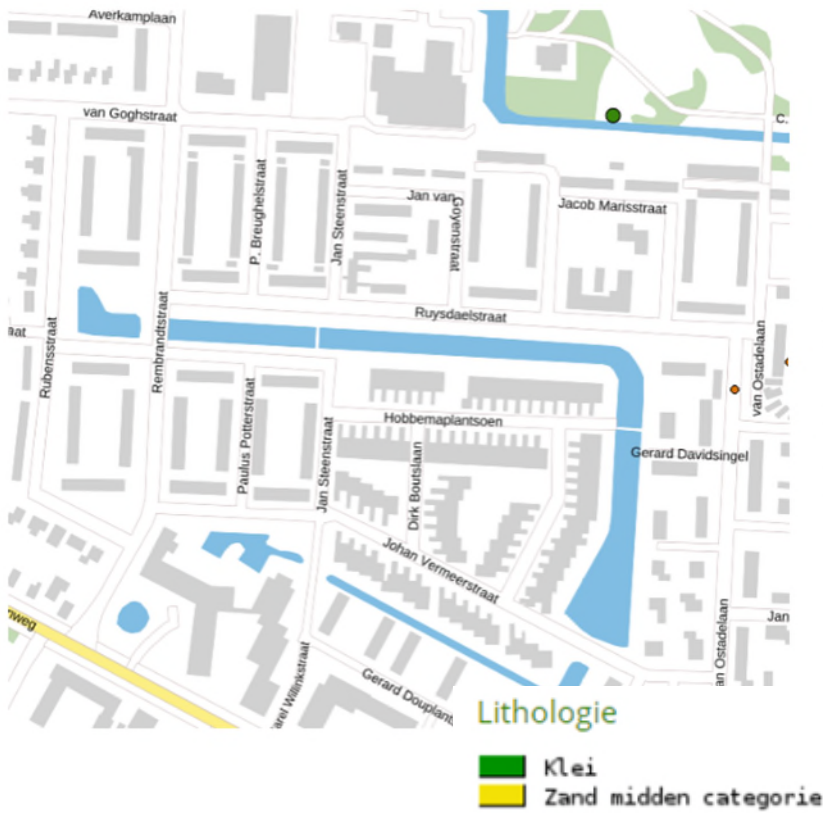 Averkamplaan
van Goghstraat
C.
P. Breughelstraat
Jan Steenstraat
Jan van
Goyenstraat
Jacob Marisstraat
Ruysdaelstraat
aat
Rubensstraat
Rembrandtstraat
van Ostadelaan
Paulus Potterstraat
Jan Steenstraat
Hobbemaplantsoen
Dirk Boutslaan
Gerard Davidsingel
Johan Vermeerstraat
nweg
Jan
an Ostadelaan
arel Willinkstraat
Gerard Douplant
Lithologie
Klei
Zand midden categorie